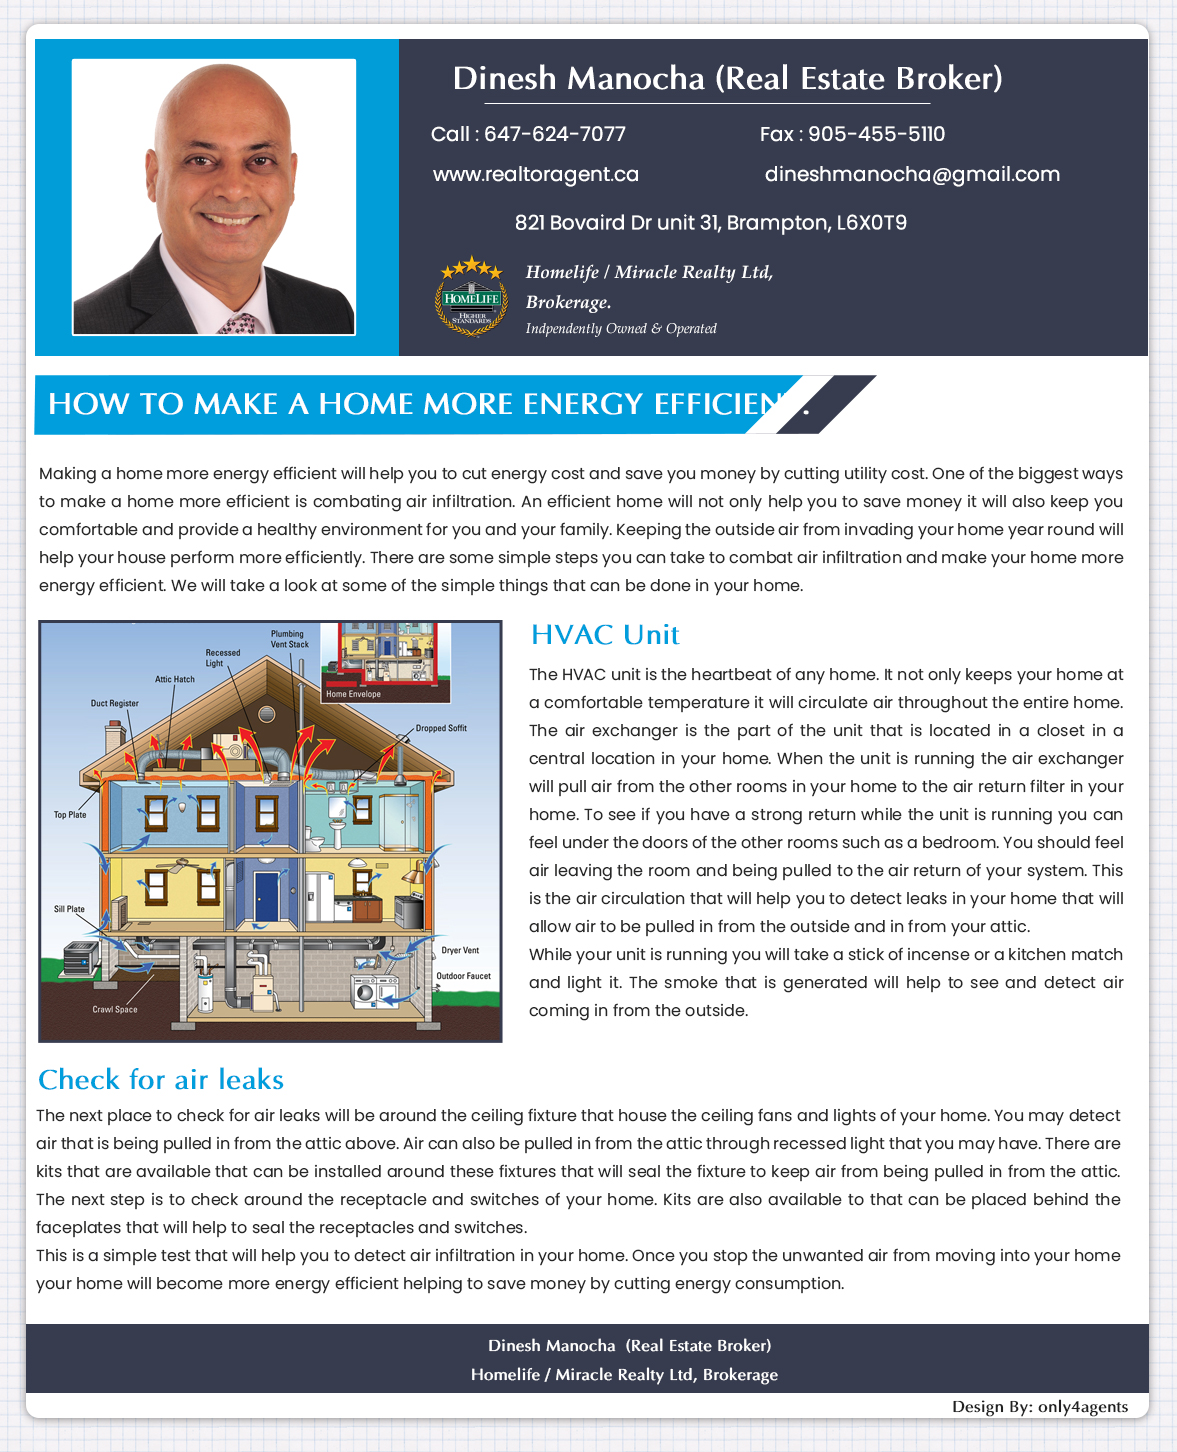 Dinesh Manocha (Real Estate Broker)
Call : 647-624-7077
Fax : 905-455-5110
www.realtoragent.ca
dineshmanocha@gmail.com
821 Bovaird Dr unit 31, Brampton, L6X0T9
HOMELIFE
HIGHER
STANDARDS
Homelife / Miracle Realty Ltd,
Brokerage.
Indpendently Owned & Operated
HOW TO MAKE A HOME MORE ENERGY EFFICIENT.
Making a home more energy efficient will help you to cut energy cost and save you money by cutting utility cost. One of the biggest ways
to make a home more efficient is combating air infiltration. An efficient home will not only help you to save money it will also keep you
comfortable and provide a healthy environment for you and your family. Keeping the outside air from invading your home year round will
help your house perform more efficiently. There are some simple steps you can take to combat air infiltration and make your home more
energy efficient. We will take a look at some of the simple things that can be done in your home.
Plumbing
Vent Stack
Recessed
Light
Attic Hatch
Duct Register
Home Envelope
Dropped Soffit
Top Plate
Sill Plate
Dryer Vent
Outdoor Faucet
Crawl Space
HVAC Unit
The HVAC unit is the heartbeat of any home. It not only keeps your home at
a comfortable temperature it will circulate air throughout the entire home.
The air exchanger is the part of the unit that is located in a closet in a
central location in your home. When the unit is running the air exchanger
will pull air from the other rooms in your home to the air return filter in your
home. To see if you have a strong return while the unit is running you can
feel under the doors of the other rooms such as a bedroom. You should feel
air leaving the room and being pulled to the air return of your system. This
is the air circulation that will help you to detect leaks in your home that will
allow air to be pulled in from the outside and in from your attic.
While your unit is running you will take a stick of incense or a kitchen match
and light it. The smoke that is generated will help to see and detect air
coming in from the outside.
Check for air leaks
The next place to check for air leaks will be around the ceiling fixture that house the ceiling fans and lights of your home. You may detect
air that is being pulled in from the attic above. Air can also be pulled in from the attic through recessed light that you may have. There are
kits that are available that can be installed around these fixtures that will seal the fixture to keep air from being pulled in from the attic.
The next step is to check around the receptacle and switches of your home. Kits are also available to that can be placed behind the
faceplates that will help to seal the receptacles and switches.
This is a simple test that will help you to detect air infiltration in your home. Once you stop the unwanted air from moving into your home
your home will become more energy efficient helping to save money by cutting energy consumption.
Dinesh Manocha (Real Estate Broker)
Homelife / Miracle Realty Ltd, Brokerage
Design By: only4agents